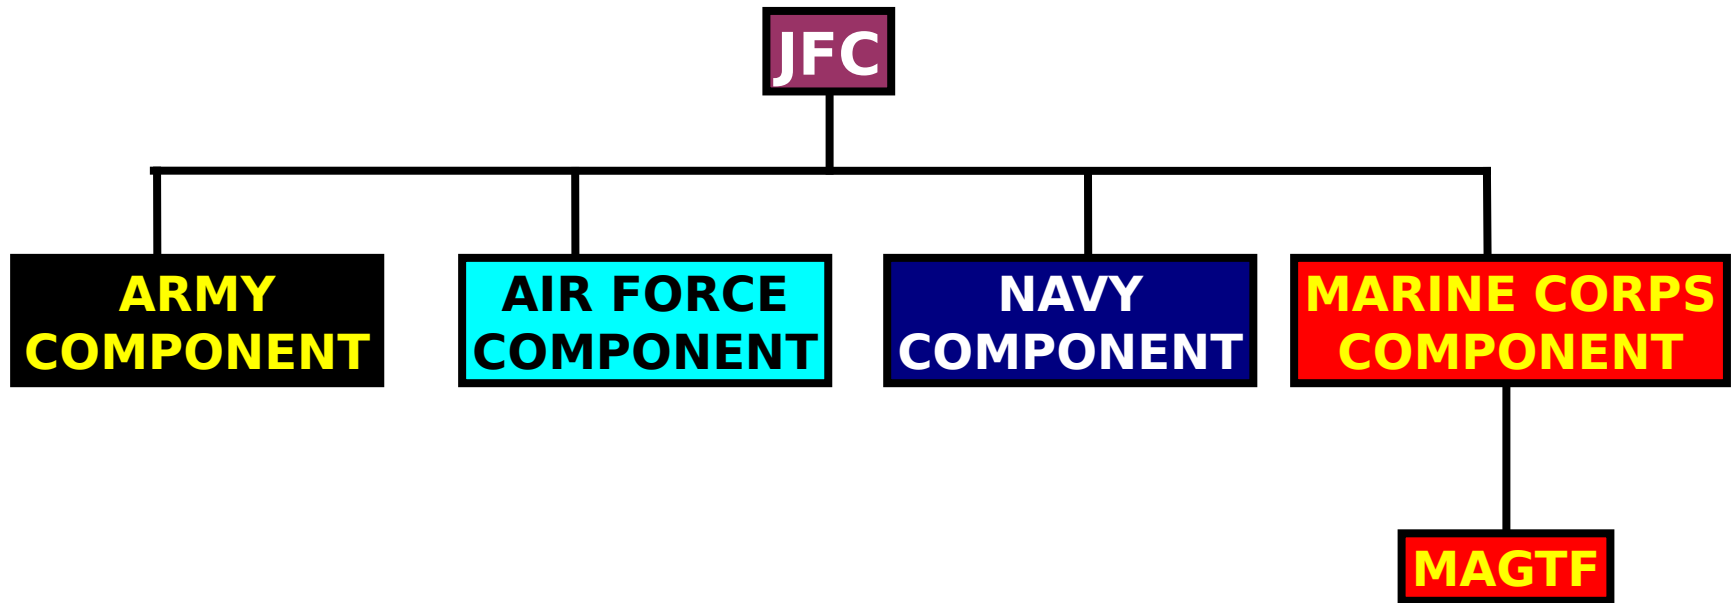 JFC
ARMY
COMPONENT
AIR FORCE
COMPONENT
NAVY
COMPONENT
MARINE CORPS
COMPONENT
MAGTF